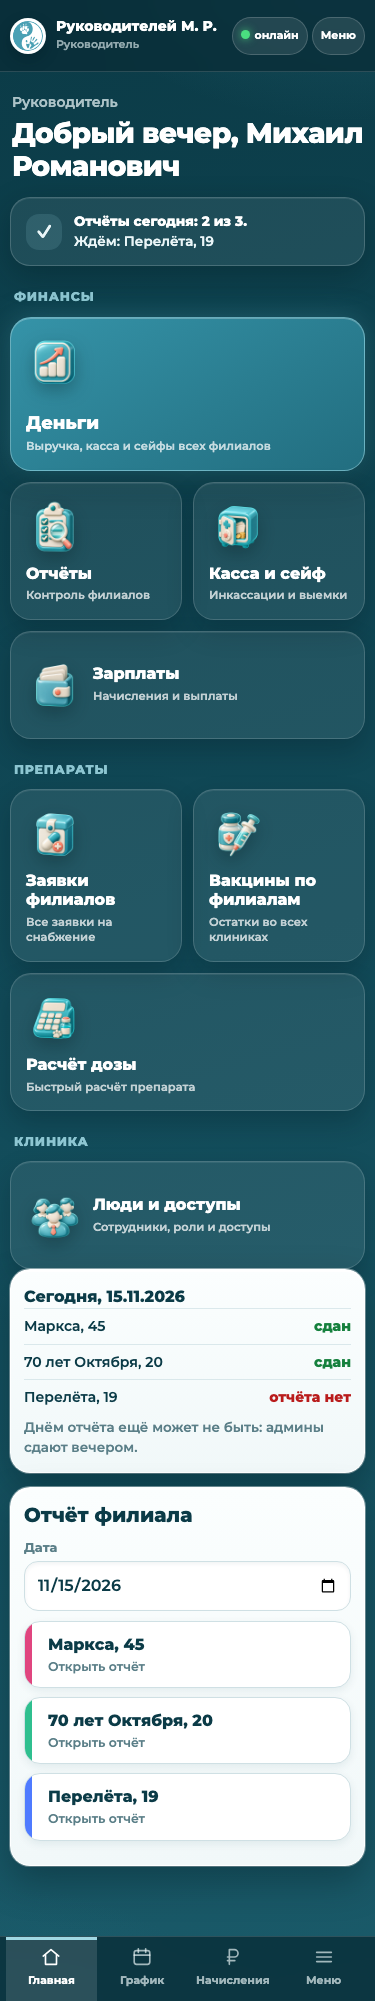 Руководителей М. Р.
Руководитель
онлайн
Меню
Руководитель
Добрый вечер, Михаил
Романович
Отчёты сегодня: 2 из 3.
Ждём: Перелёта, 19
ФИНАНСЫ
Деньги
Выручка, касса и сейфы всех филиалов
Отчёты
Контроль филиалов
Касса и сейф
Инкассации и выемки
Зарплаты
Начисления и выплаты
ПРЕПАРАТЫ
Заявки
филиалов
Все заявки на
снабжение
Вакцины по
филиалам
Остатки во всех
клиниках
Расчёт дозы
Быстрый расчёт препарата
КЛИНИКА
Люди и доступы
Сотрудники, роли и доступы
Сегодня, 15.11.2026
Маркса, 45 сдан
70 лет Октября, 20 сдан
Перелёта, 19 отчёта нет
Днём отчёта ещё может не быть: админы
сдают вечером.
Отчёт филиала
Дата
11/15/2026
Маркса, 45
Открыть отчёт
70 лет Октября, 20
Открыть отчёт
Перелёта, 19
Открыть отчёт
Главная
График
Начисления
Меню